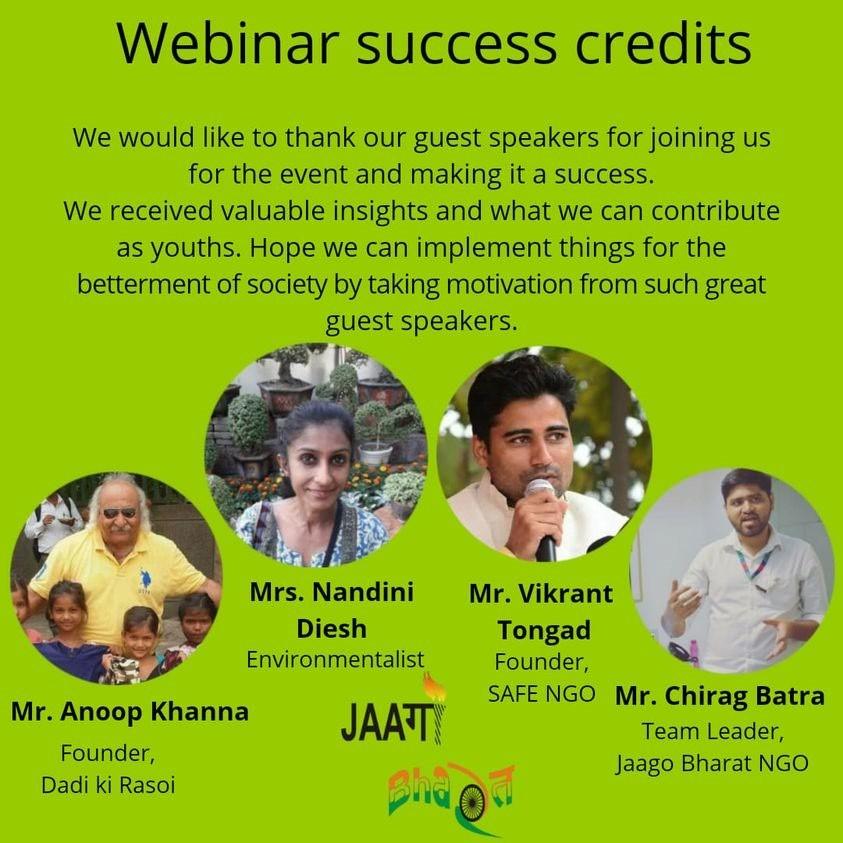 Webinar success credits
We would like to thank our guest speakers for joining us
for the event and making it a success.
We received valuable insights and what we can contribute
as youths. Hope we can implement things for the
betterment of society by taking motivation from such great
guest speakers.
Mrs. Nandini
Diesh
Environmentalist
Mr. Vikrant
Tongad
Founder,
SAFE NGO
Mr. Anoop Khanna
Founder,
Dadi ki Rasoi
Mr. Chirag Batra
Team Leader,
Jaago Bharat NGO
JAAगो
Bhaरत